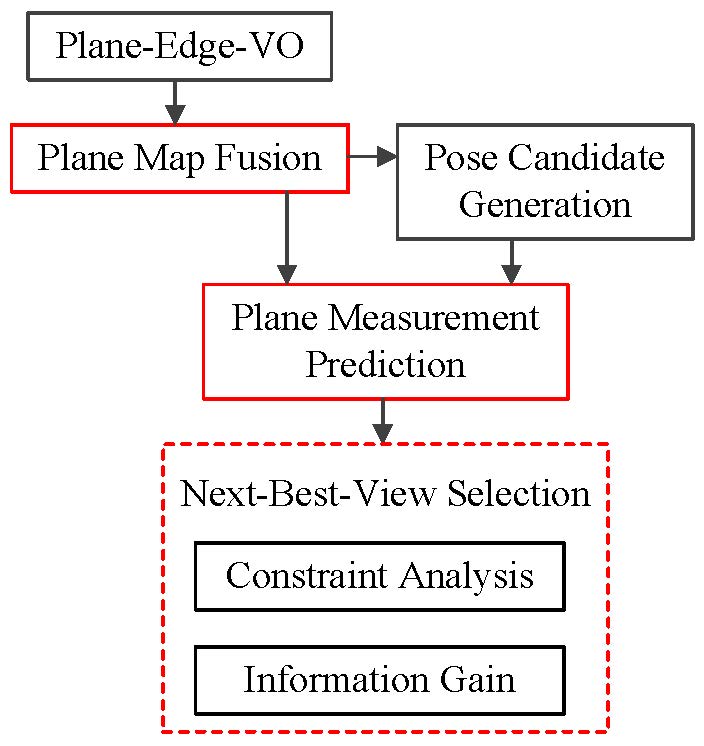 Plane-Edge-VO
Plane Map Fusion
Pose Candidate
Generation
Plane Measurement
Prediction
Next-Best-View Selection
Constraint Analysis
Information Gain